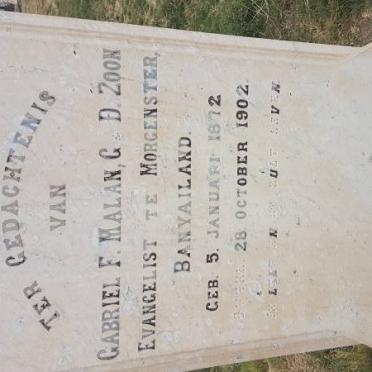 TER GEDACHTENIS
VAN
GABRIEL F. MALAN, G D. ZOON
EVANGELIST TE MORGENSTER,
BANYAILAND.
GEB. 5. JANUARI 1872
28 OCTOBER 1902.